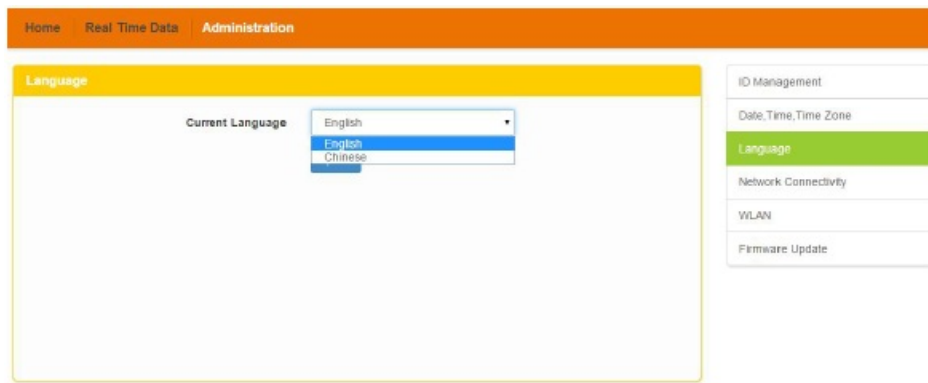 Home Real Time Data Administration
Language
Current Language English
English
Chinese
ID Management
Date,Time,Time Zone
Language
Network Connectivity
WLAN
Firmware Update